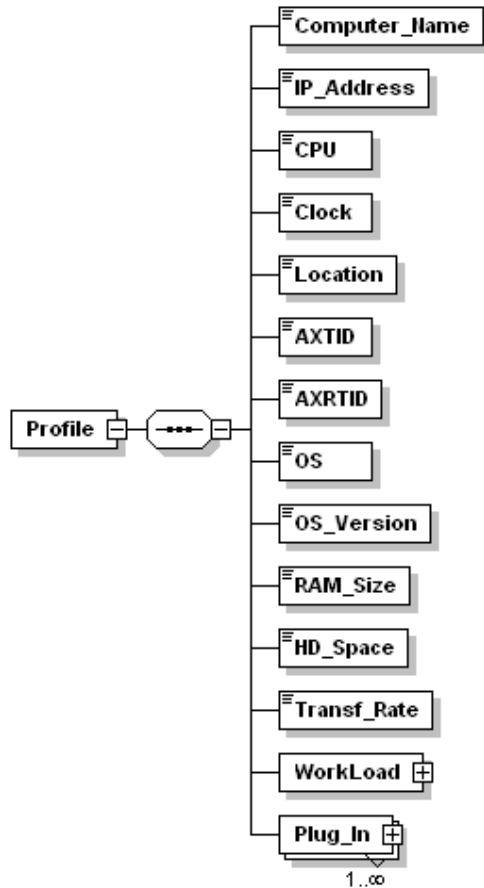 Computer_Name
IP_Address
CPU
Clock
Location
AXTID
AXRTID
Profile
OS
OS_Version
RAM_Size
HD_Space
Transf_Rate
WorkLoad
Plug_In
1..∞